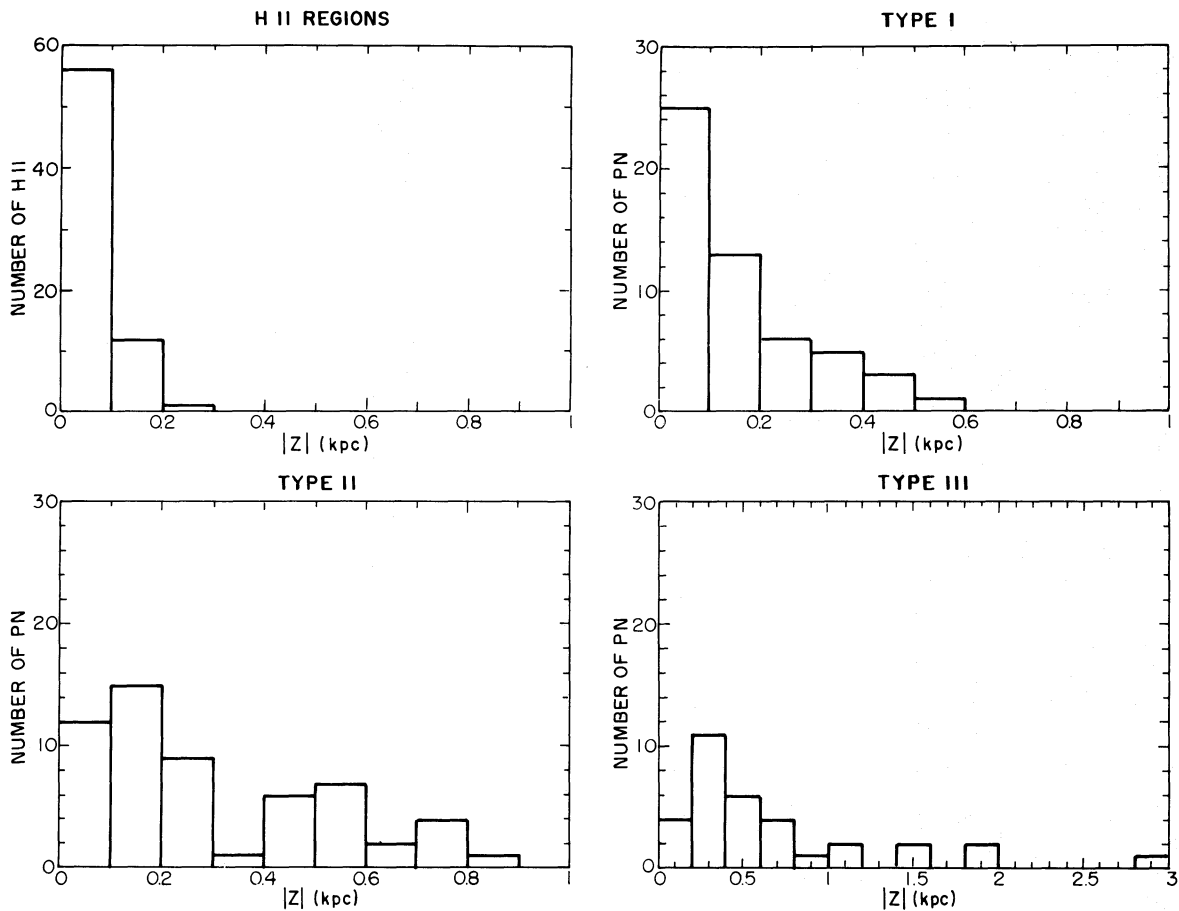 H II REGIONS
60
40
20
0
NUMBER OF H II
0 0.2 0.4 0.6 0.8 1
|Z| (kpc)
TYPE I
30
20
10
0
NUMBER OF PN
0 0.2 0.4 0.6 0.8 1
|Z| (kpc)
TYPE II
30
20
10
0
NUMBER OF PN
0 0.2 0.4 0.6 0.8 1
|Z| (kpc)
TYPE III
30
20
10
0
NUMBER OF PN
0 0.5 1 1.5 2 2.5 3
|Z| (kpc)